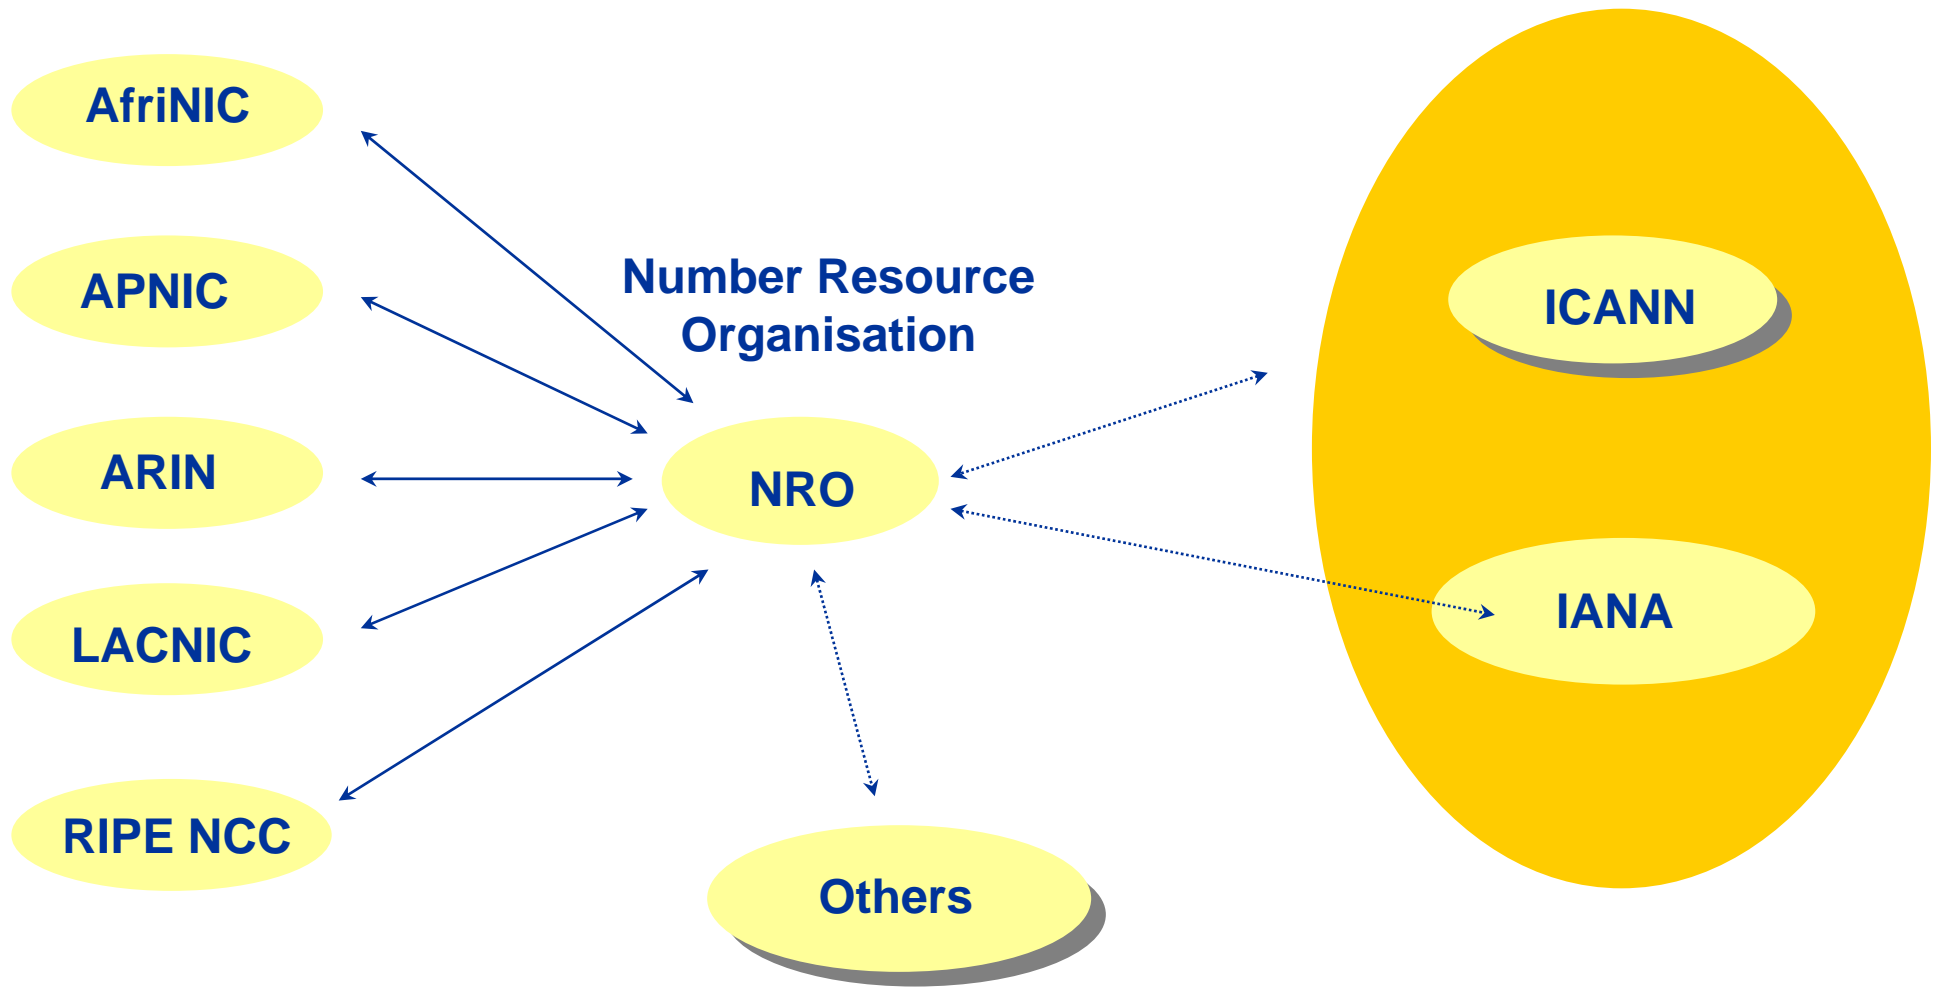 AfriNIC
APNIC
ARIN
LACNIC
RIPE NCC
Number Resource
Organisation
NRO
Others
ICANN
IANA